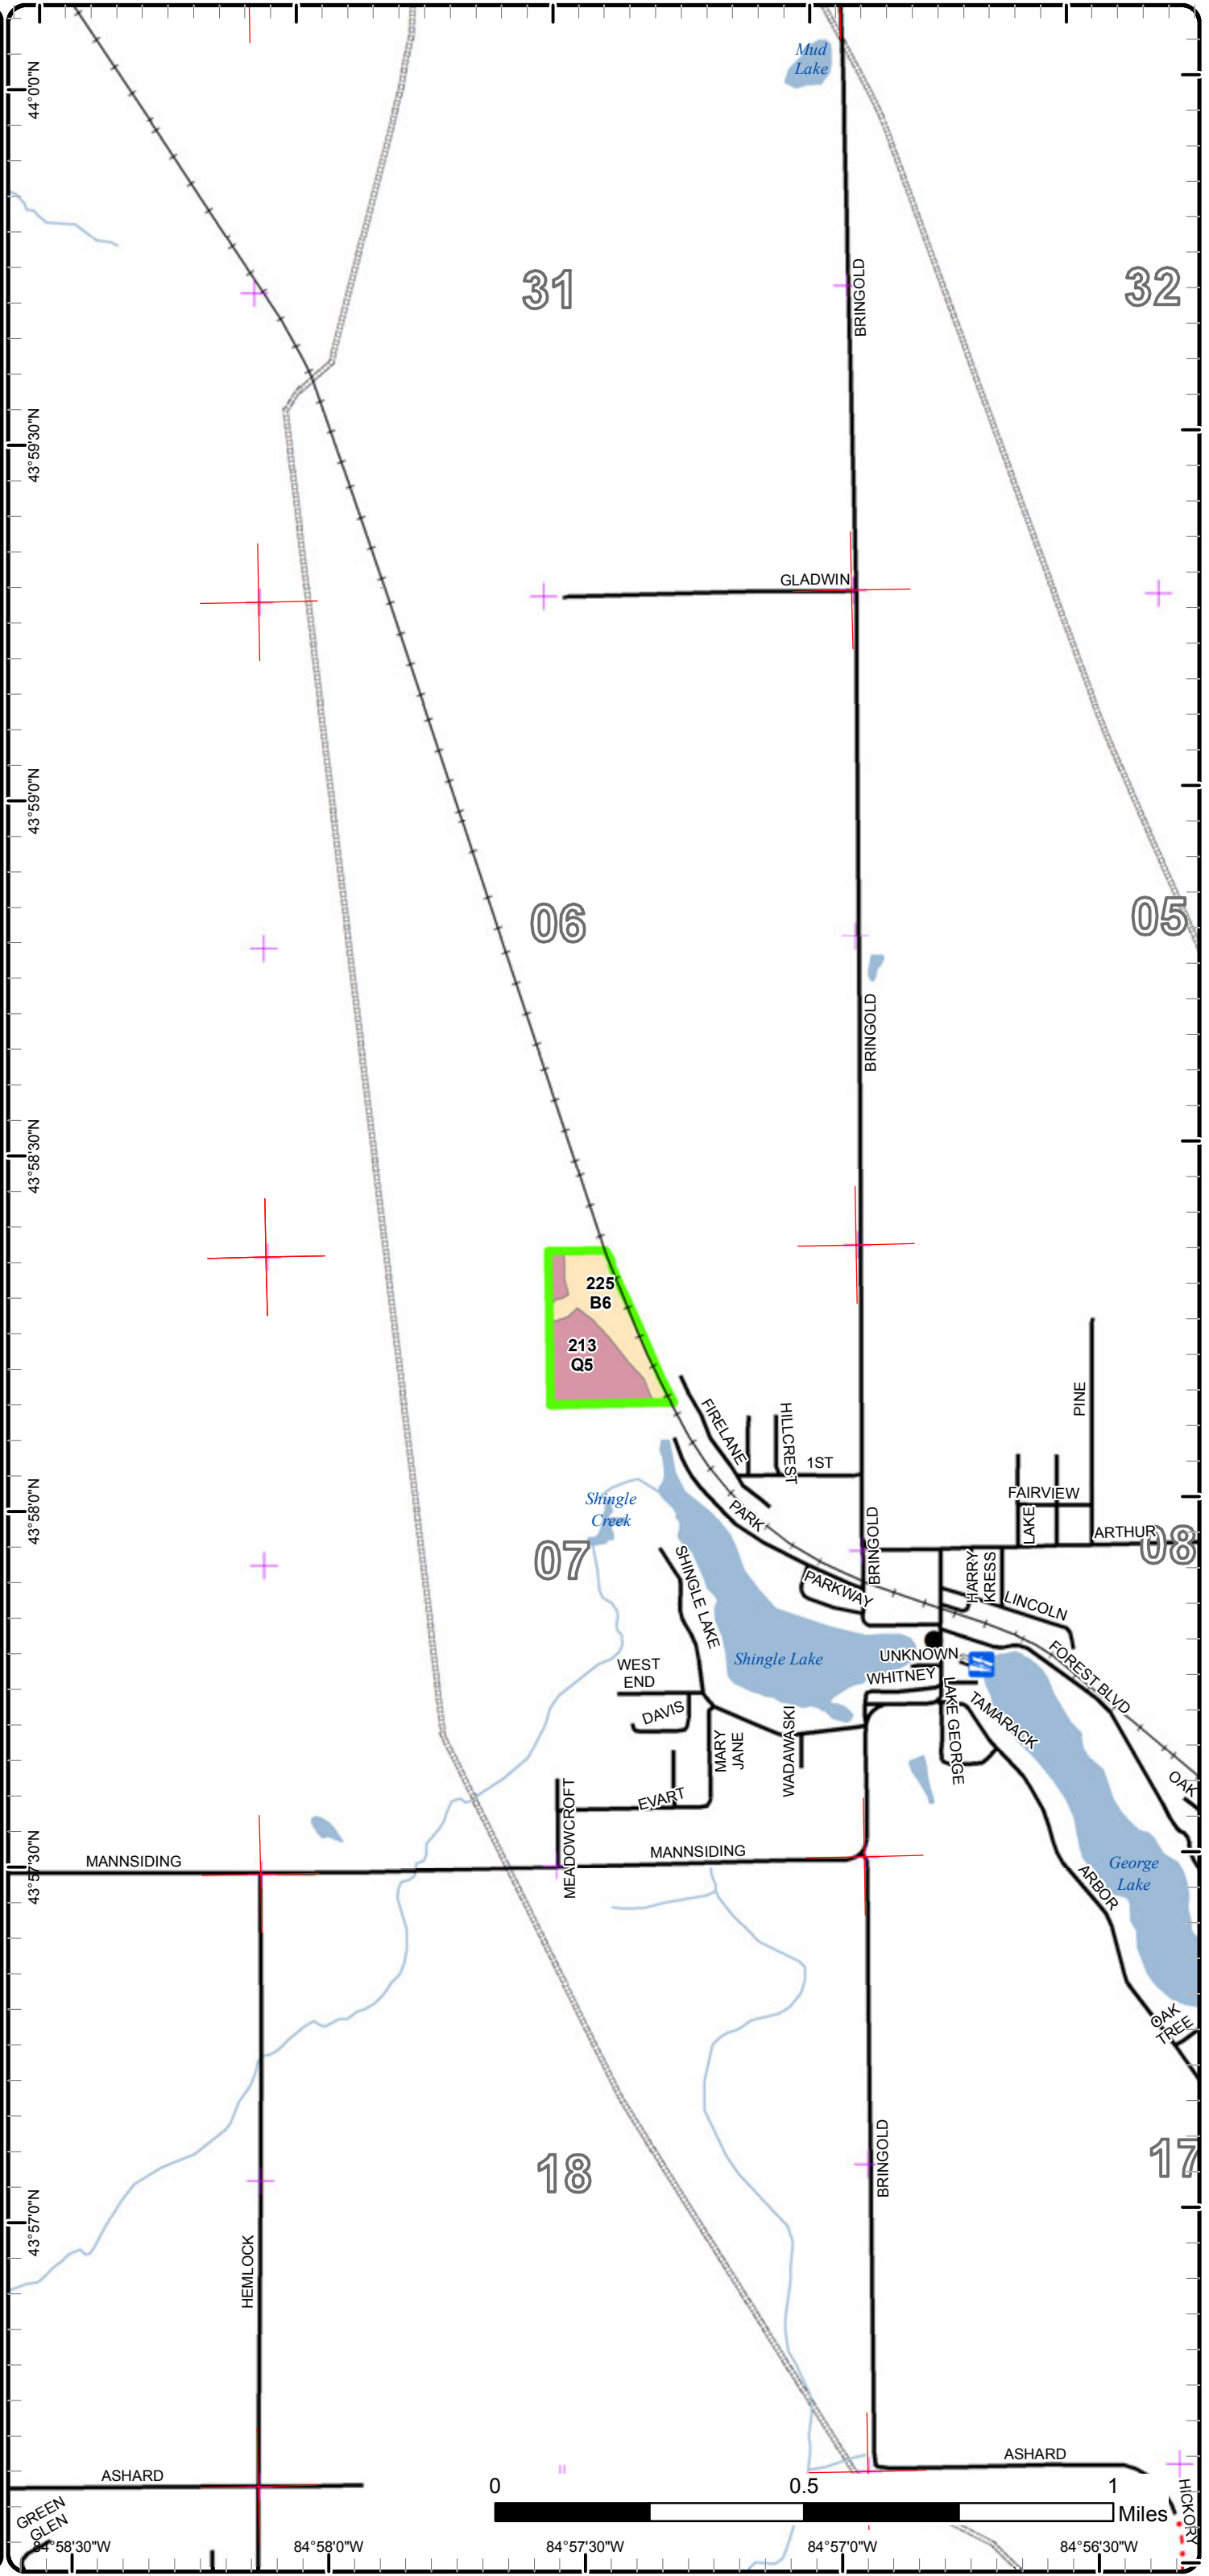 Mud
Lake
44°0'0"N
31
32
BRINGOLD
43°59'30"N
GLADWIN
43°59'0"N
06
05
BRINGOLD
43°58'30"N
225
B6
213
Q5
FIRELANE
HILLCREST
1ST
PINE
FAIRVIEW
LAKE
ARTHUR
43°58'0"N
Shingle
Creek
PARK
BRINGOLD
07
08
SHINGLE LAKE
PARKWAY
HARRY
KRESS
LINCOLN
Shingle Lake
UNKNOWN
WHITNEY
FOREST BLVD
WEST
END
DAVIS
MARY
JANE
WADAWASKI
LAKE GEORGE
TAMARACK
OAK
EVART
MEADOWCROFT
MANNSIDING
MANNSIDING
43°57'30"N
George
Lake
ARBOR
OAK
TREE
18
17
BRINGOLD
43°57'0"N
HEMLOCK
ASHARD
ASHARD
GREEN
GLEN
HICKORY
0 0.5 1
Miles
84°58'30"W 84°58'0"W 84°57'30"W 84°57'0"W 84°56'30"W